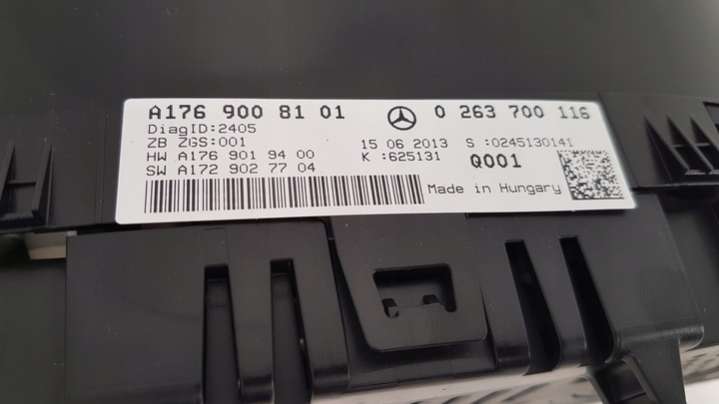 A176 900 81 01 0 263 700 116
DiagID:2405
ZB ZGS:001 15 06 2013 S :0245130141
HW A176 901 94 00 K :625131 Q001
SW A172 902 77 04
Made in Hungary